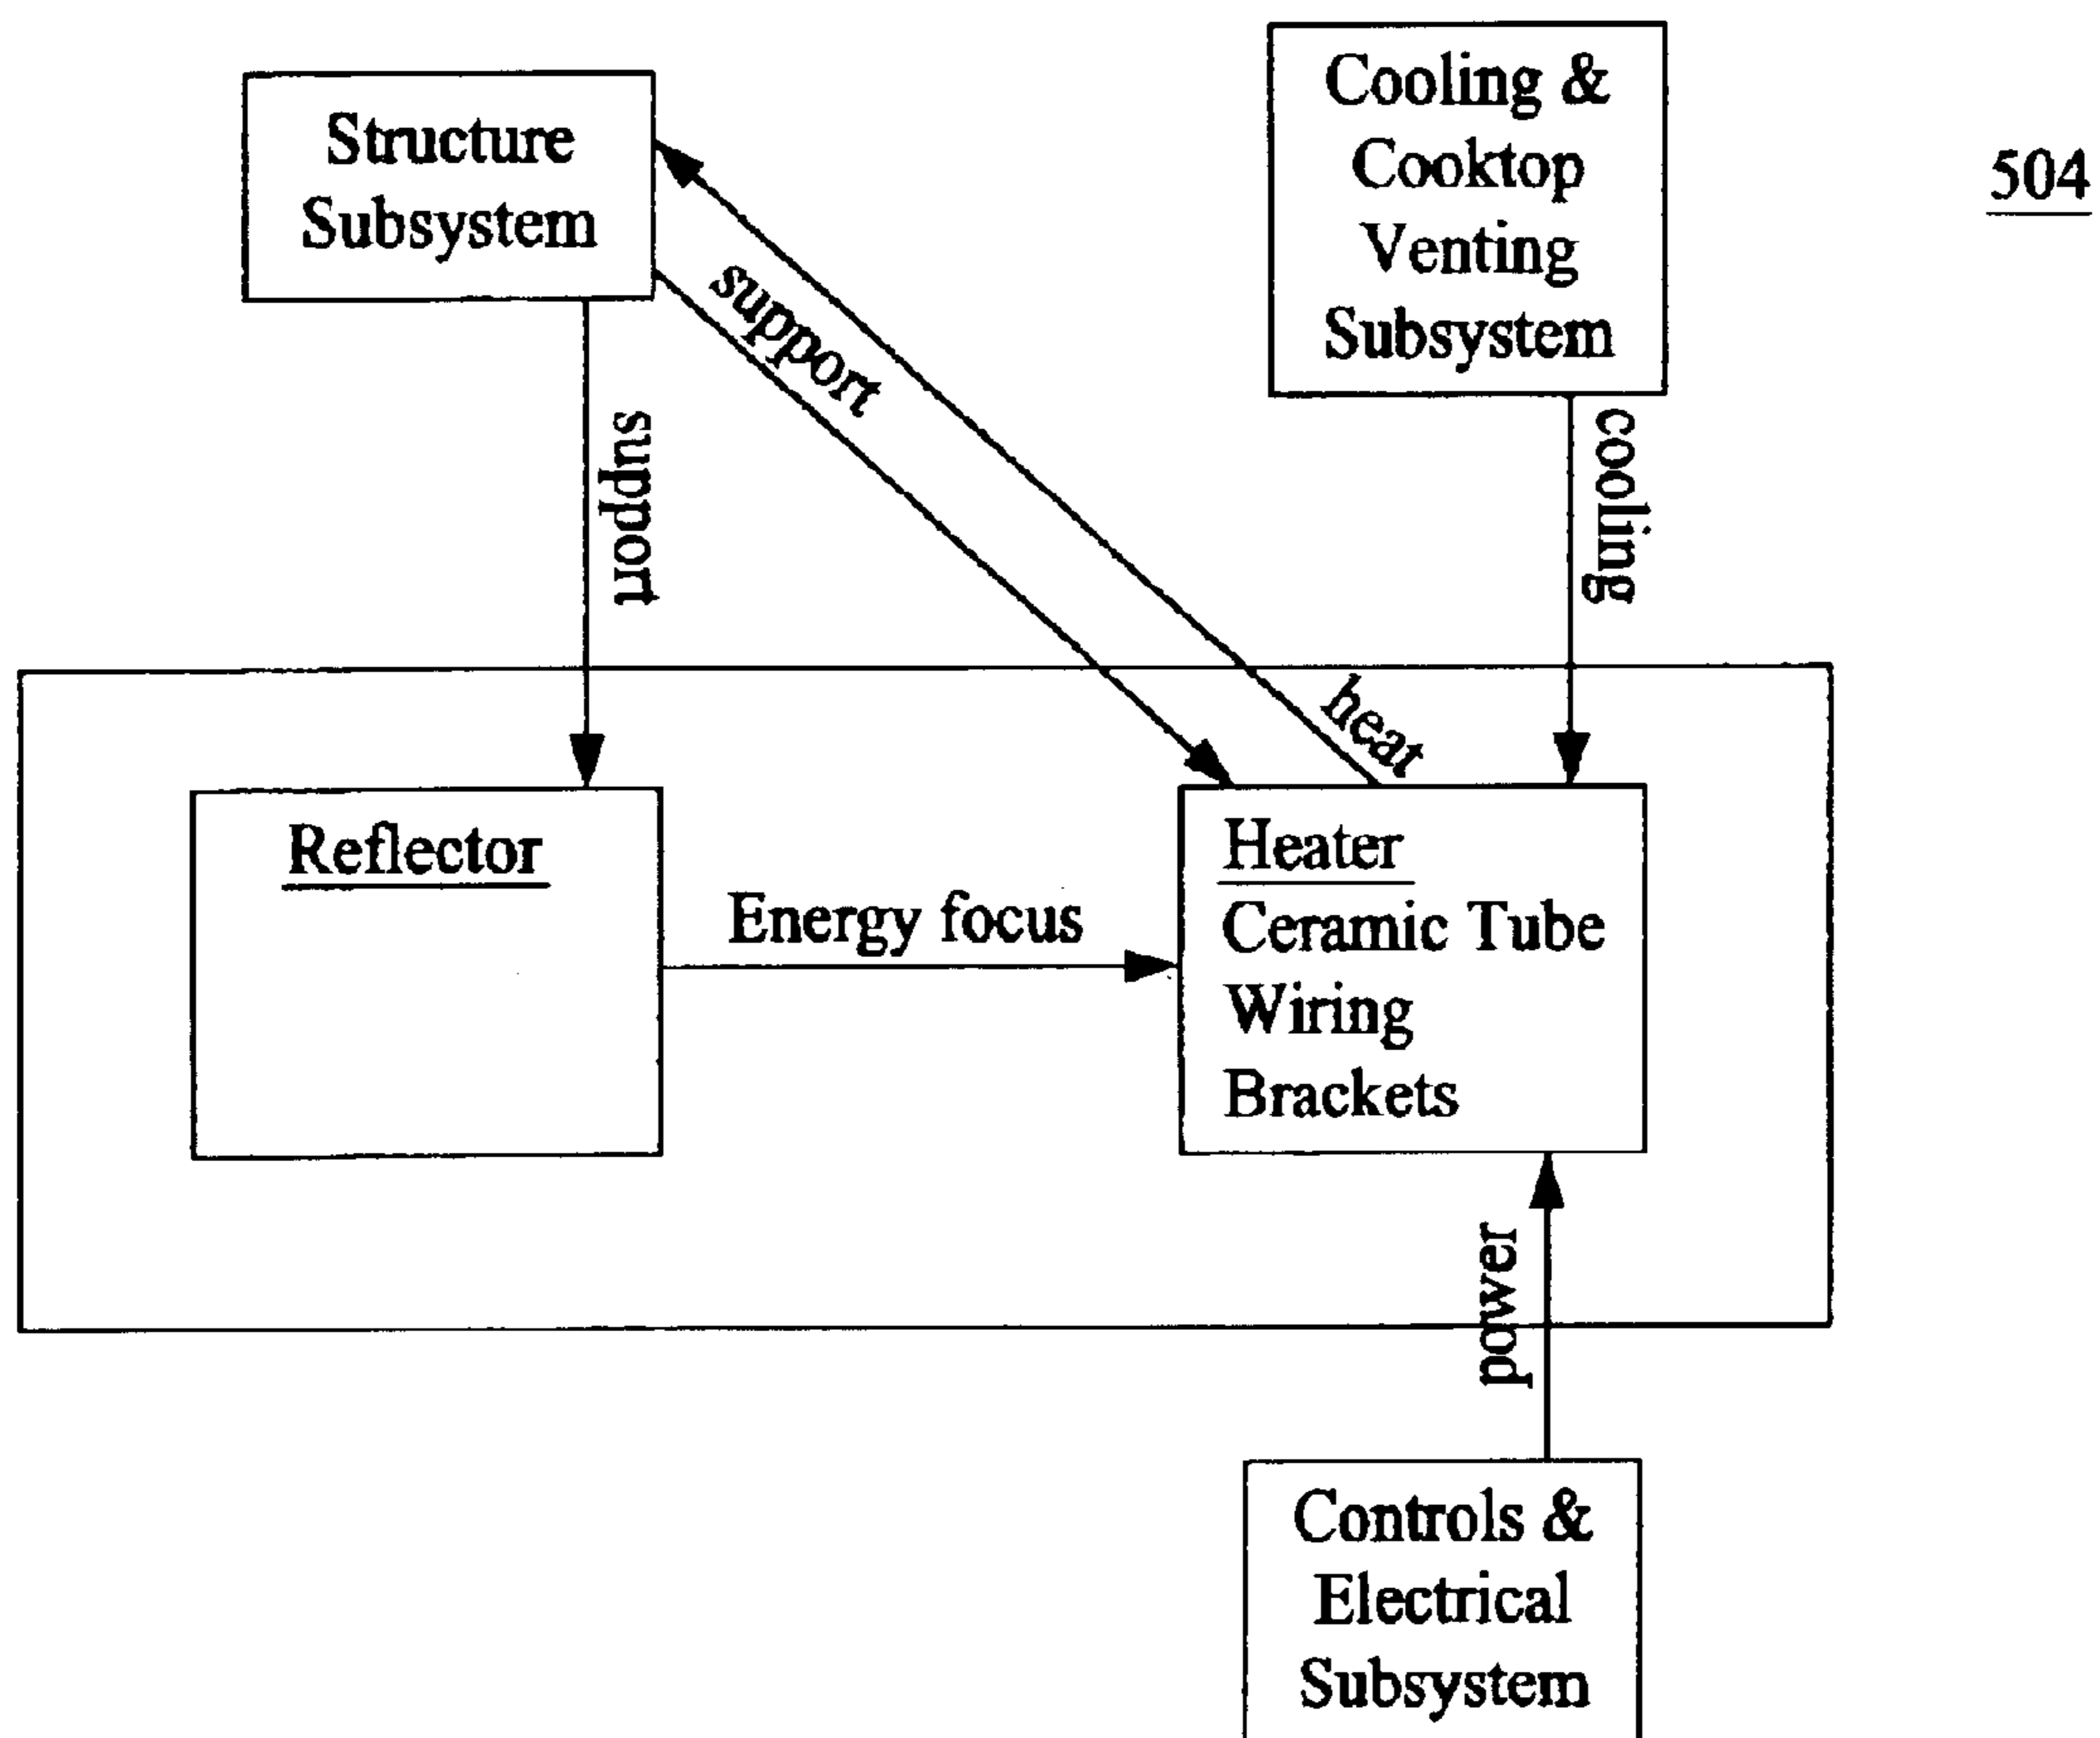 Structure
Subsystem
Cooling &
Cooktop
Venting
Subsystem
504
support
support
cooling
heat
Reflector
Energy focus
Heater
Ceramic Tube
Wiring
Brackets
power
Controls &
Electrical
Subsystem